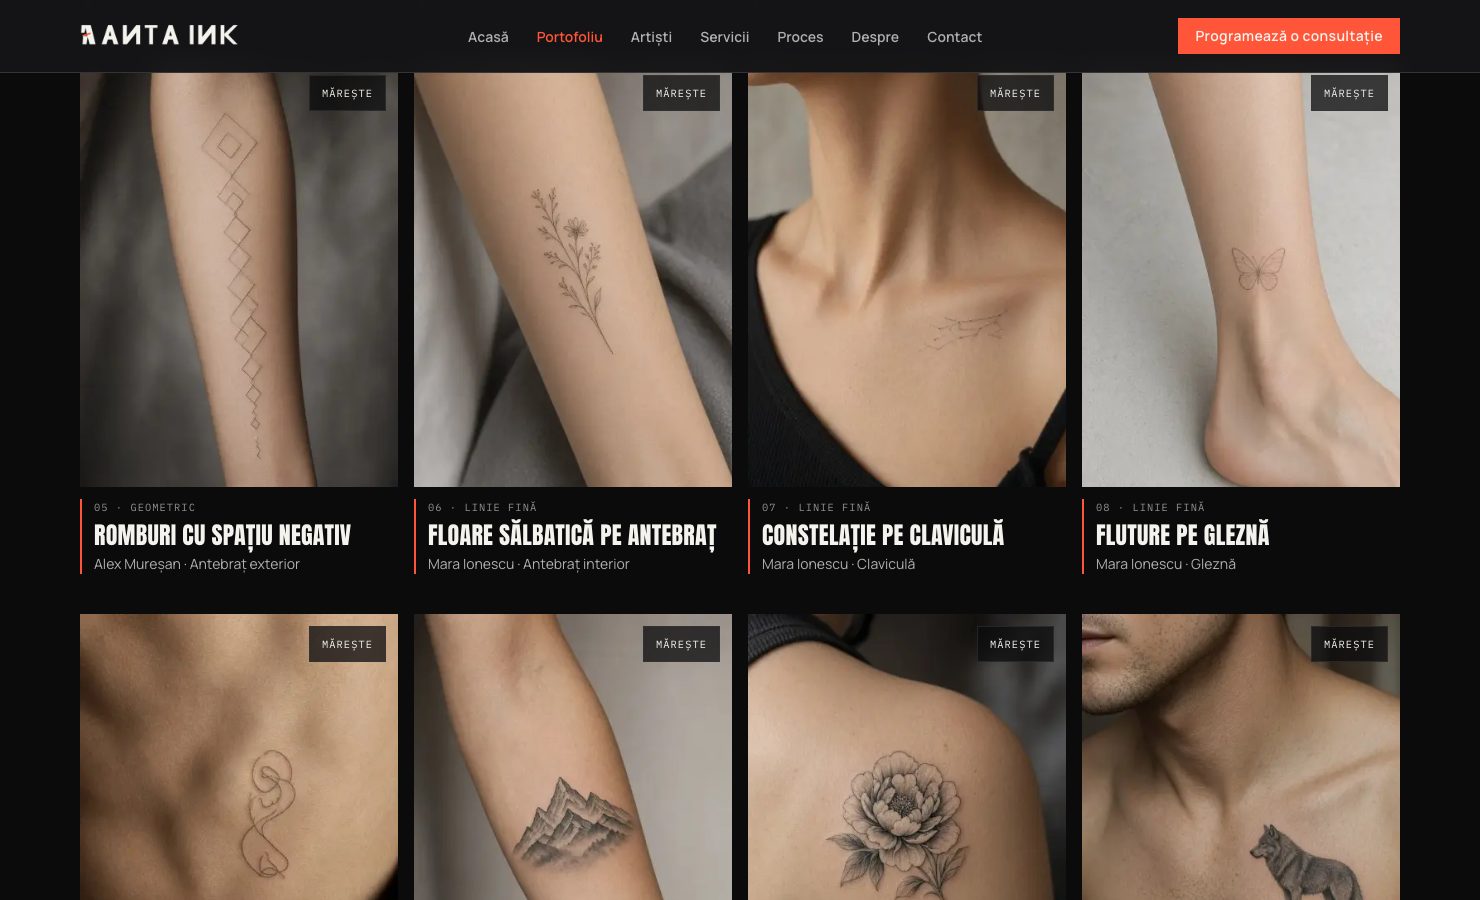 ANTA INK
Acasă
Portofoliu
Artiști
Servicii
Proces
Despre
Contact
Programează o consultație
MĂREȘTE
MĂREȘTE
MĂREȘTE
MĂREȘTE
05 · GEOMETRIC
ROMBURI CU SPAȚIU NEGATIV
Alex Mureșan · Antebraț exterior
06 · LINIE FINĂ
FLOARE SĂLBATICĂ PE ANTEBRAȚ
Mara Ionescu · Antebraț interior
07 · LINIE FINĂ
CONSTELAȚIE PE CLAVICULĂ
Mara Ionescu · Claviculă
08 · LINIE FINĂ
FLUTURE PE GLEZNĂ
Mara Ionescu · Gleznă
MĂREȘTE
MĂREȘTE
MĂREȘTE
MĂREȘTE